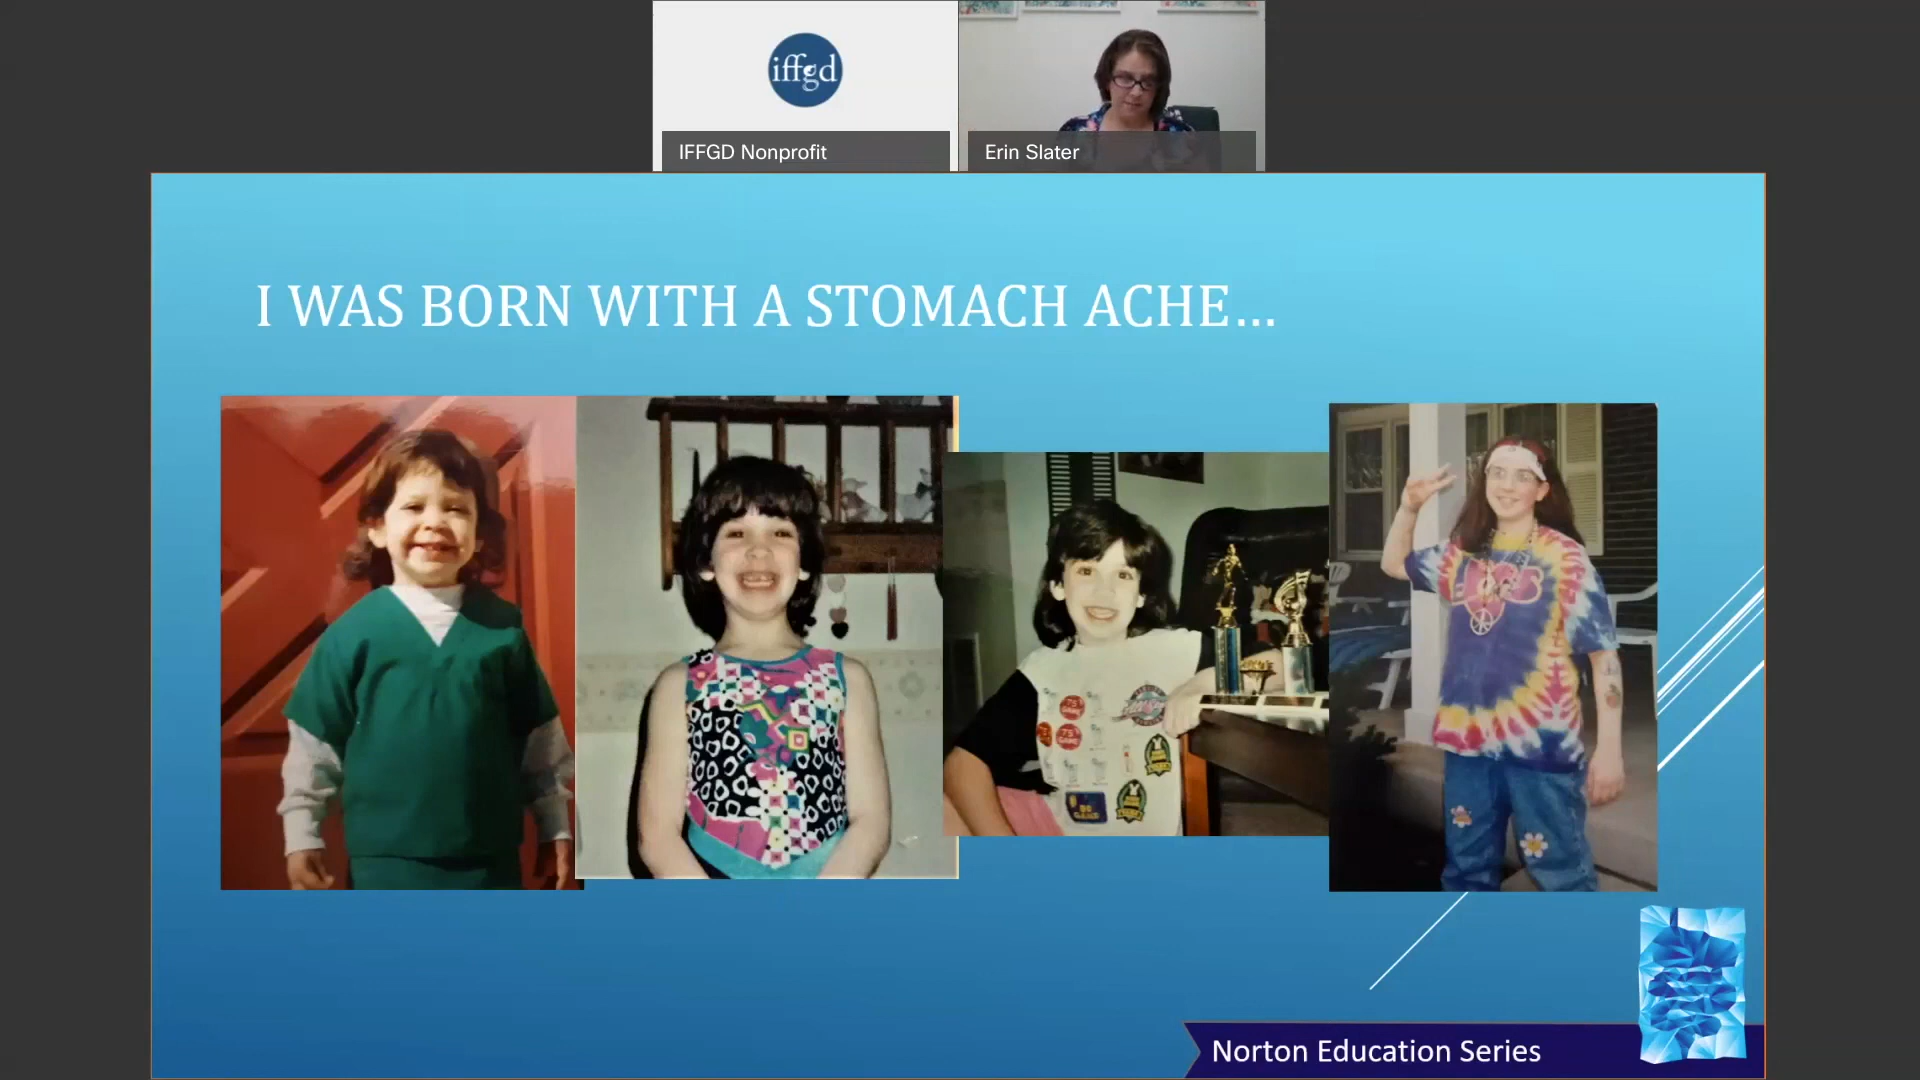 iffgd
IFFGD Nonprofit
Erin Slater
I WAS BORN WITH A STOMACH ACHE...
Norton Education Series